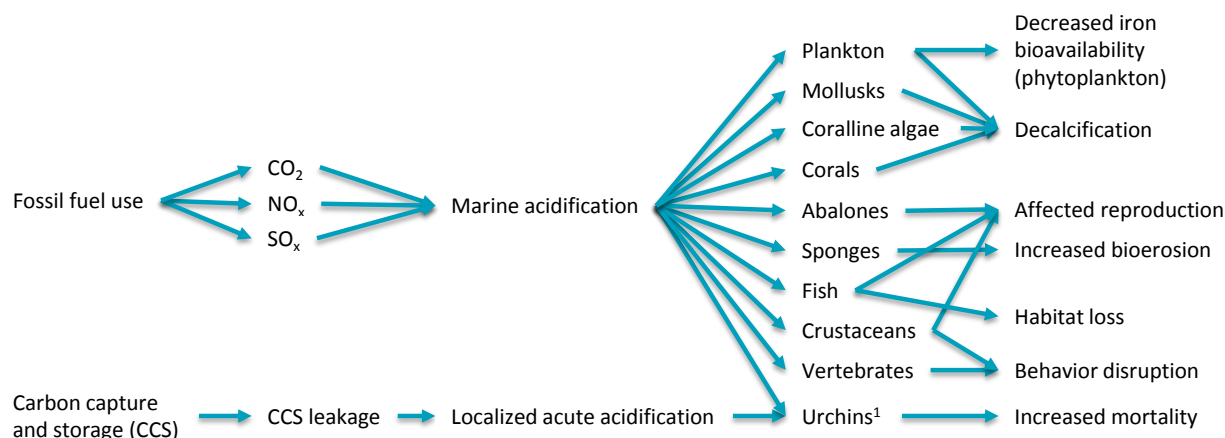 Fossil fuel use
CO₂
NOₓ
SOₓ
Marine acidification
Plankton
Mollusks
Coralline algae
Corals
Abalones
Sponges
Fish
Crustaceans
Vertebrates
Decreased iron
bioavailability
(phytoplankton)
Decalcification
Affected reproduction
Increased bioerosion
Habitat loss
Behavior disruption
Carbon capture
and storage (CCS)
CCS leakage
Localized acute acidification
Urchins¹
Increased mortality